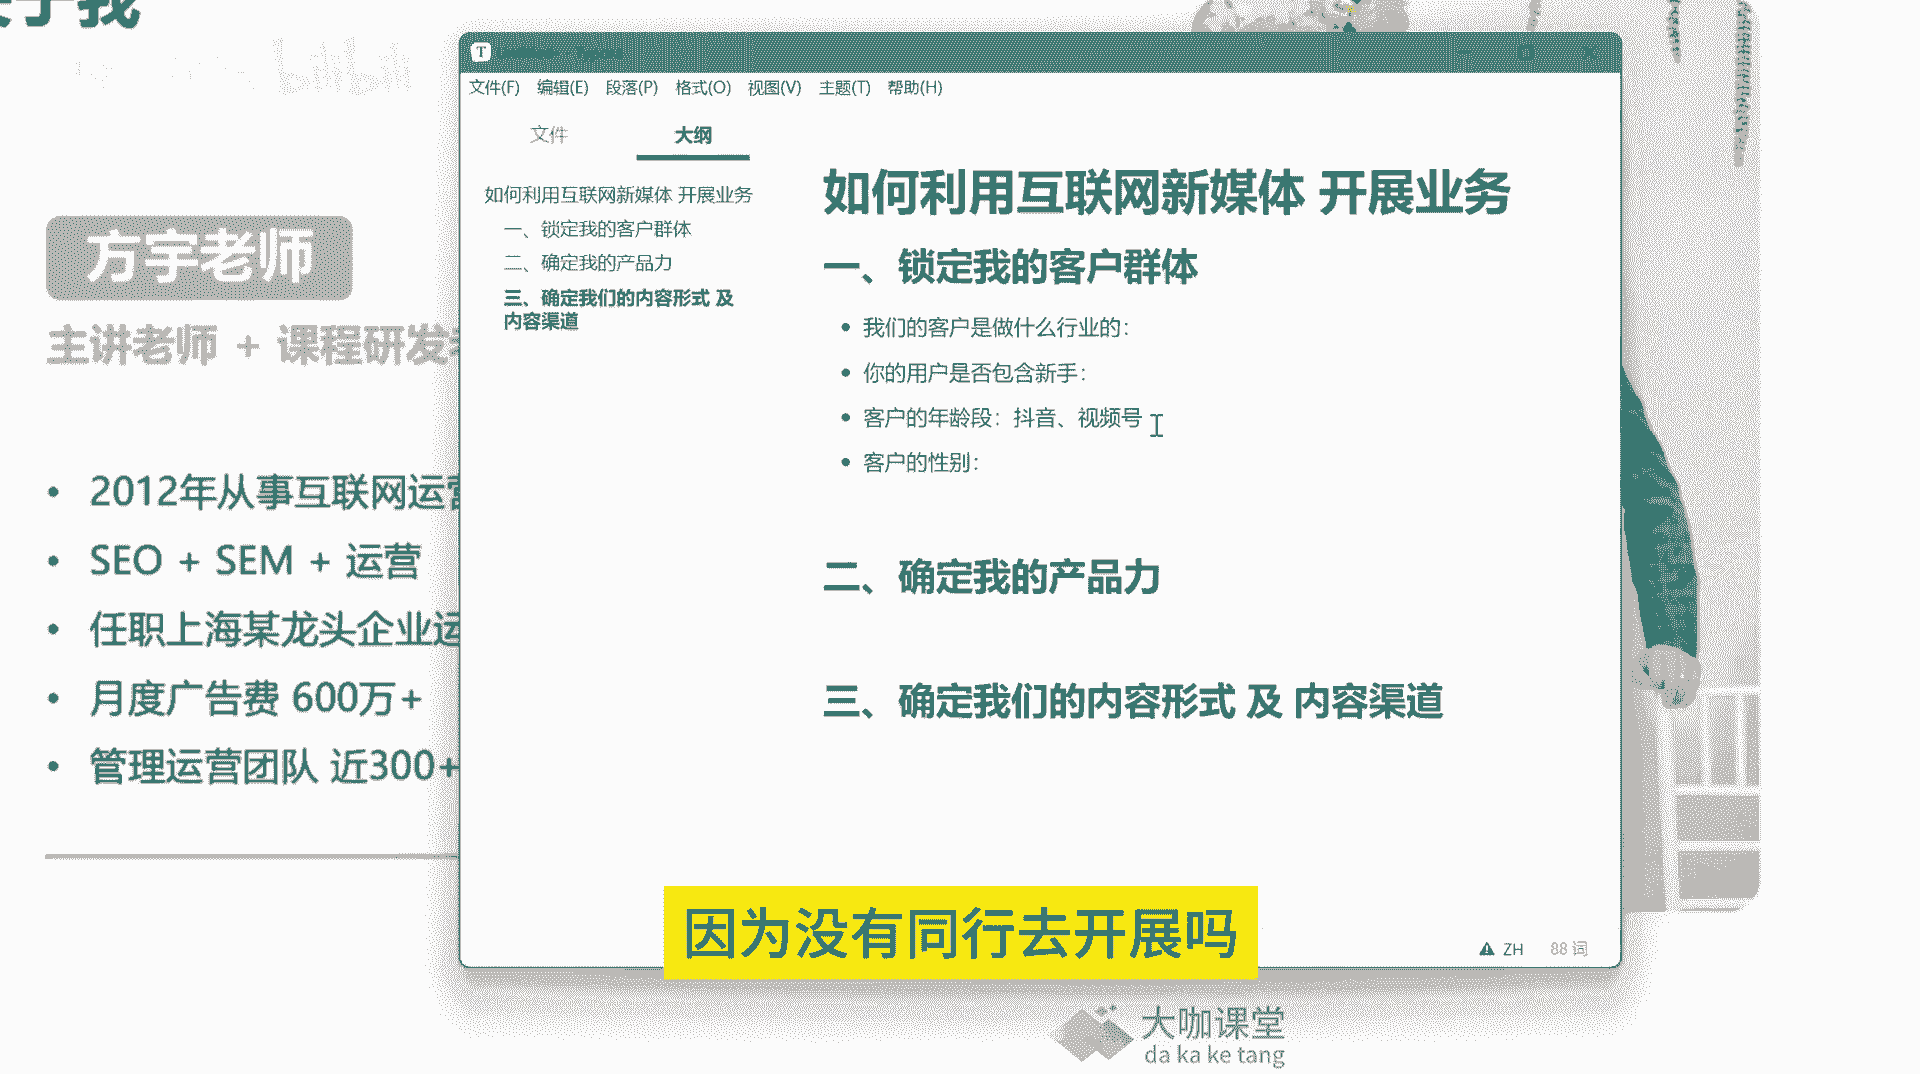 于我
bilibili
方宇老师
主讲老师 + 课程研发
2012年从事互联网运营
SEO + SEM + 运营
任职上海某龙头企业运
月度广告费 600万+
管理运营团队 近300+
T
文件(F) 编辑(E) 段落(P) 格式(O) 视图(V) 主题(T) 帮助(H)
文件 大纲
如何利用互联网新媒体 开展业务
一、锁定我的客户群体
二、确定我的产品力
三、确定我们的内容形式 及
内容渠道
如何利用互联网新媒体 开展业务
一、锁定我的客户群体
我们的客户是做什么行业的：
你的用户是否包含新手：
客户的年龄段：抖音、视频号
客户的性别：
二、确定我的产品力
三、确定我们的内容形式 及 内容渠道
ZH 88 词
因为没有同行去开展吗
大咖课堂
da ka ke tang